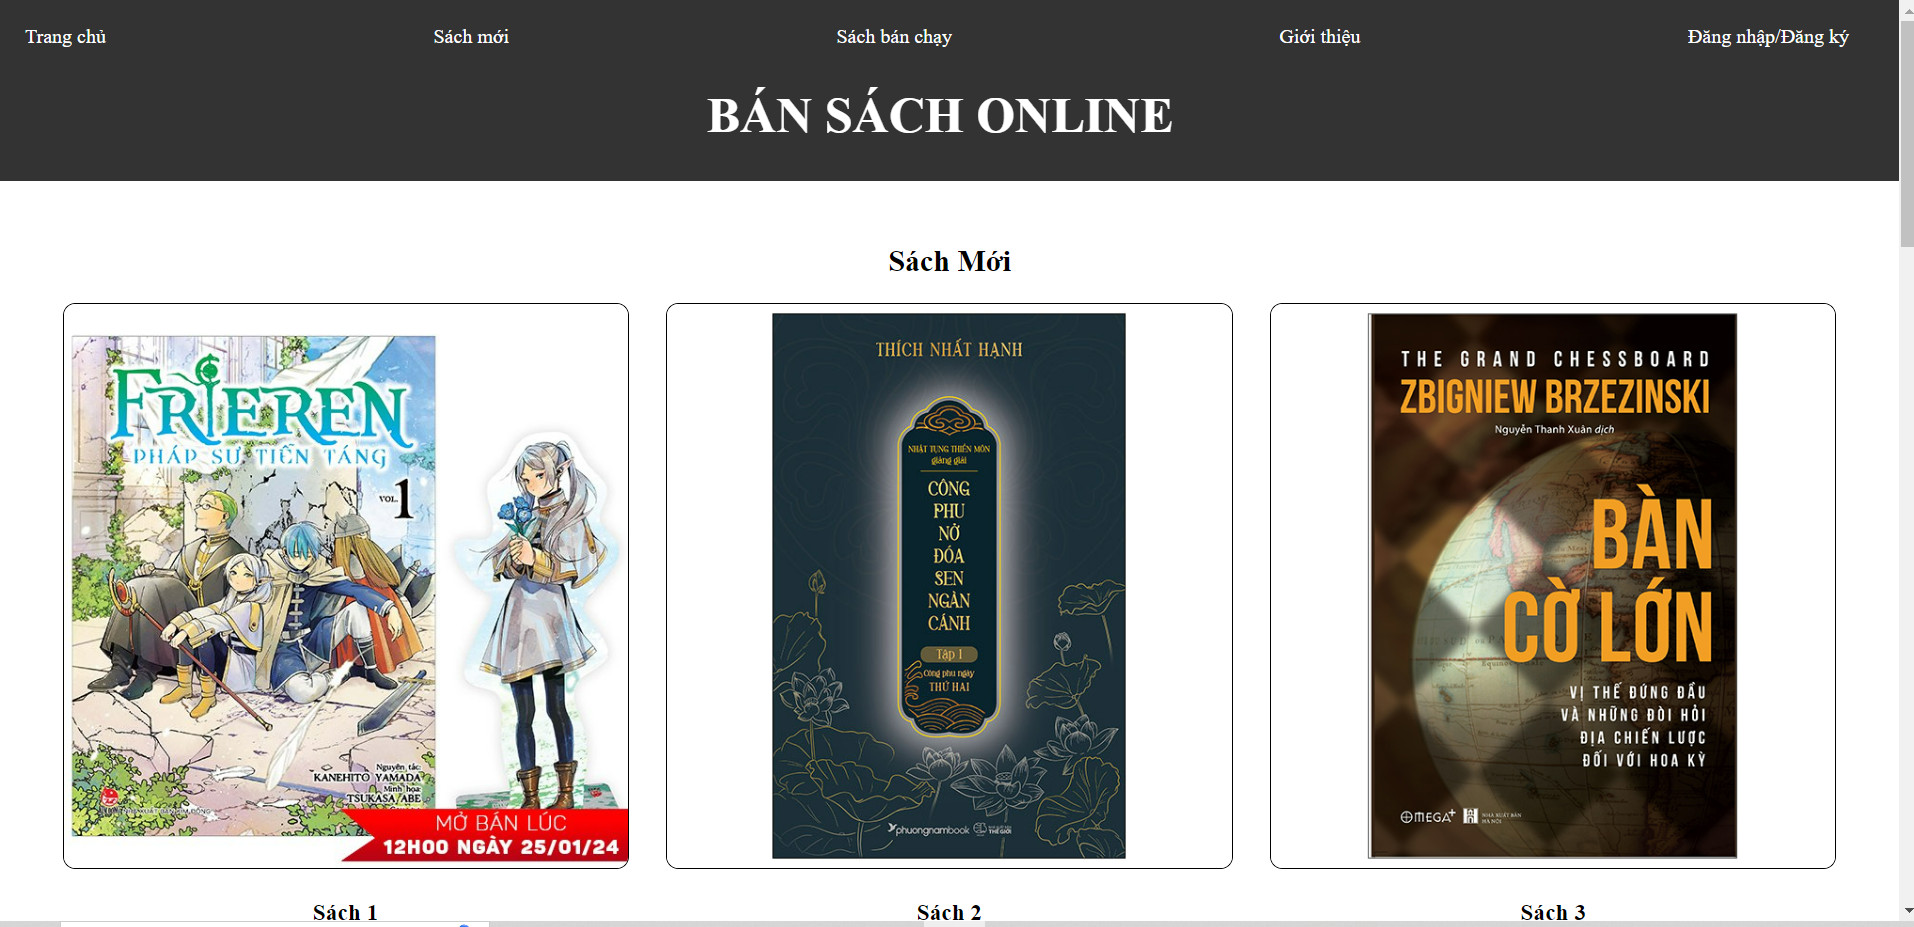 Trang chủ
Sách mới
Sách bán chạy
Giới thiệu
Đăng nhập/Đăng ký
BÁN SÁCH ONLINE
Sách Mới
FRIEREN
PHÁP SƯ TIỄN TÁNG
VOL. 1
Nguyên tác:
KANEHITO YAMADA
Minh họa:
TSUKASA ABE
MỞ BÁN LÚC
12H00 NGÀY 25/01/24
THÍCH NHẤT HẠNH
NHẬT TỤNG THIỀN MÔN
giảng giải
CÔNG
PHU
NỞ
ĐÓA
SEN
NGÀN
CÁNH
Tập 1
Công phu ngày
THỨ HAI
phuongnambook
THẾ GIỚI
THE GRAND CHESSBOARD
ZBIGNIEW BRZEZINSKI
Nguyễn Thanh Xuân dịch
BÀN
CỜ LỚN
VỊ THẾ ĐỨNG ĐẦU
VÀ NHỮNG ĐÒI HỎI
ĐỊA CHIẾN LƯỢC
ĐỐI VỚI HOA KỲ
OMEGA+
NHÀ XUẤT BẢN
HÀ NỘI
Sách 1
Sách 2
Sách 3